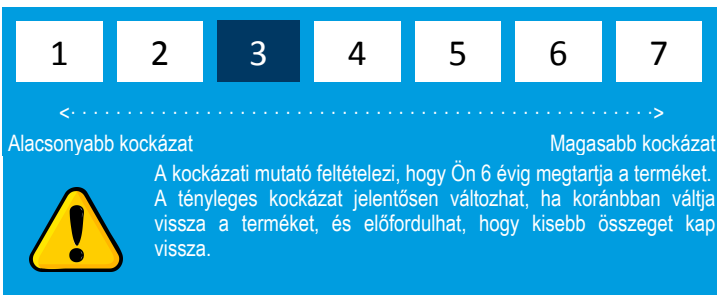 1 2 3 4 5 6 7
Alacsonyabb kockázat Magasabb kockázat
A kockázati mutató feltételezi, hogy Ön 6 évig megtartja a terméket.
A tényleges kockázat jelentősen változhat, ha koránbban váltja
vissza a terméket, és előfordulhat, hogy kisebb összeget kap
vissza.